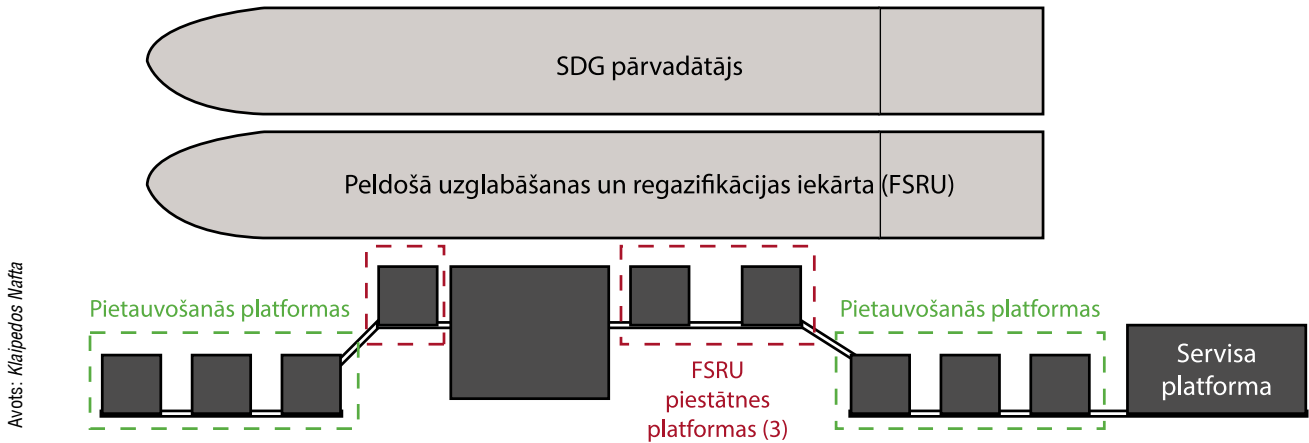 SDG pārvadātājs
Peldošā uzglabāšanas un regazifikācijas iekārta (FSRU)
Pietauvošanās platformas
Pietauvošanās platformas
FSRU
piestātnes
platformas (3)
Servisa
platforma
Avots: Klaipedos Nafta